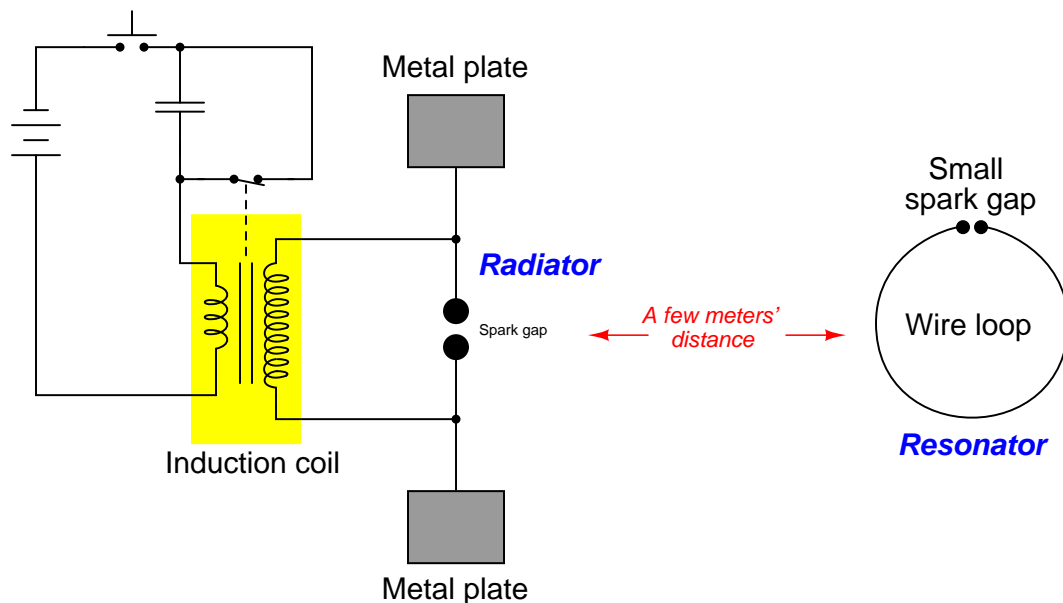 Metal plate
Radiator
Spark gap
Induction coil
Metal plate
A few meters’
distance
Small
spark gap
Wire loop
Resonator